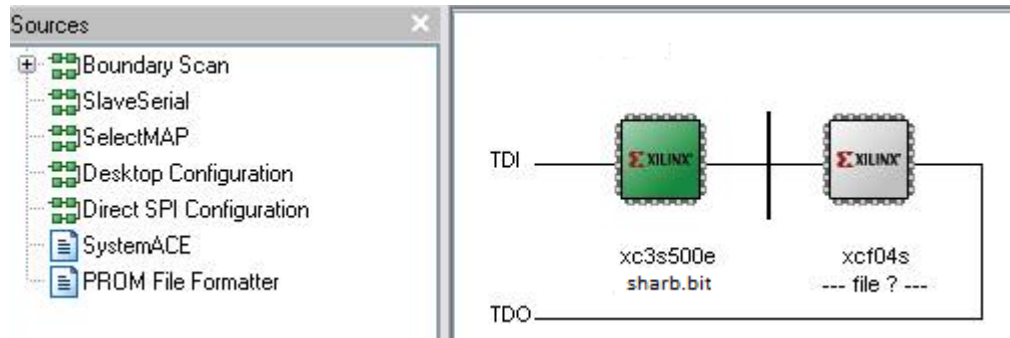 Sources
Boundary Scan
SlaveSerial
SelectMAP
Desktop Configuration
Direct SPI Configuration
SystemACE
PROM File Formatter
TDI
XILINX®
XILINX®
xc3s500e
xcf04s
sharb.bit
--- file ? ---
TDO